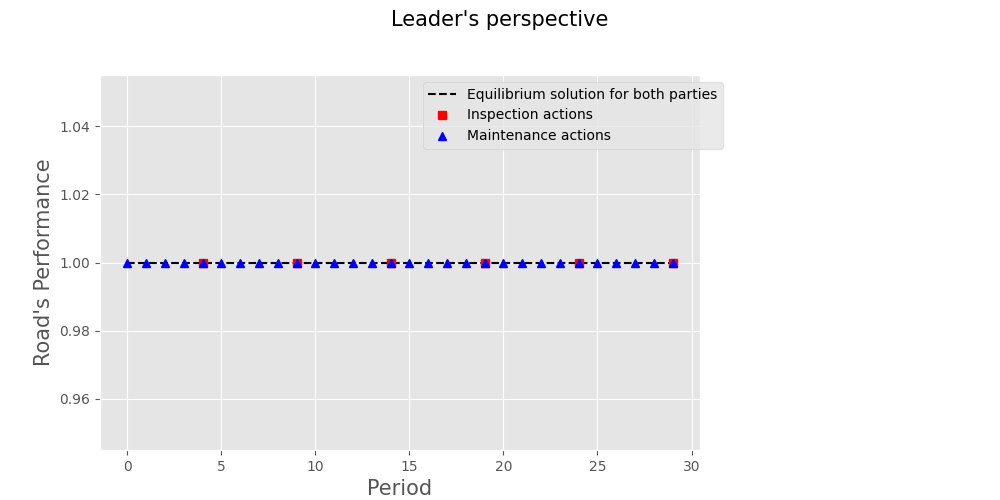 Leader's perspective
Equilibrium solution for both parties
Inspection actions
Maintenance actions
Road's Performance
1.04
1.02
1.00
0.98
0.96
0 5 10 15 20 25 30
Period